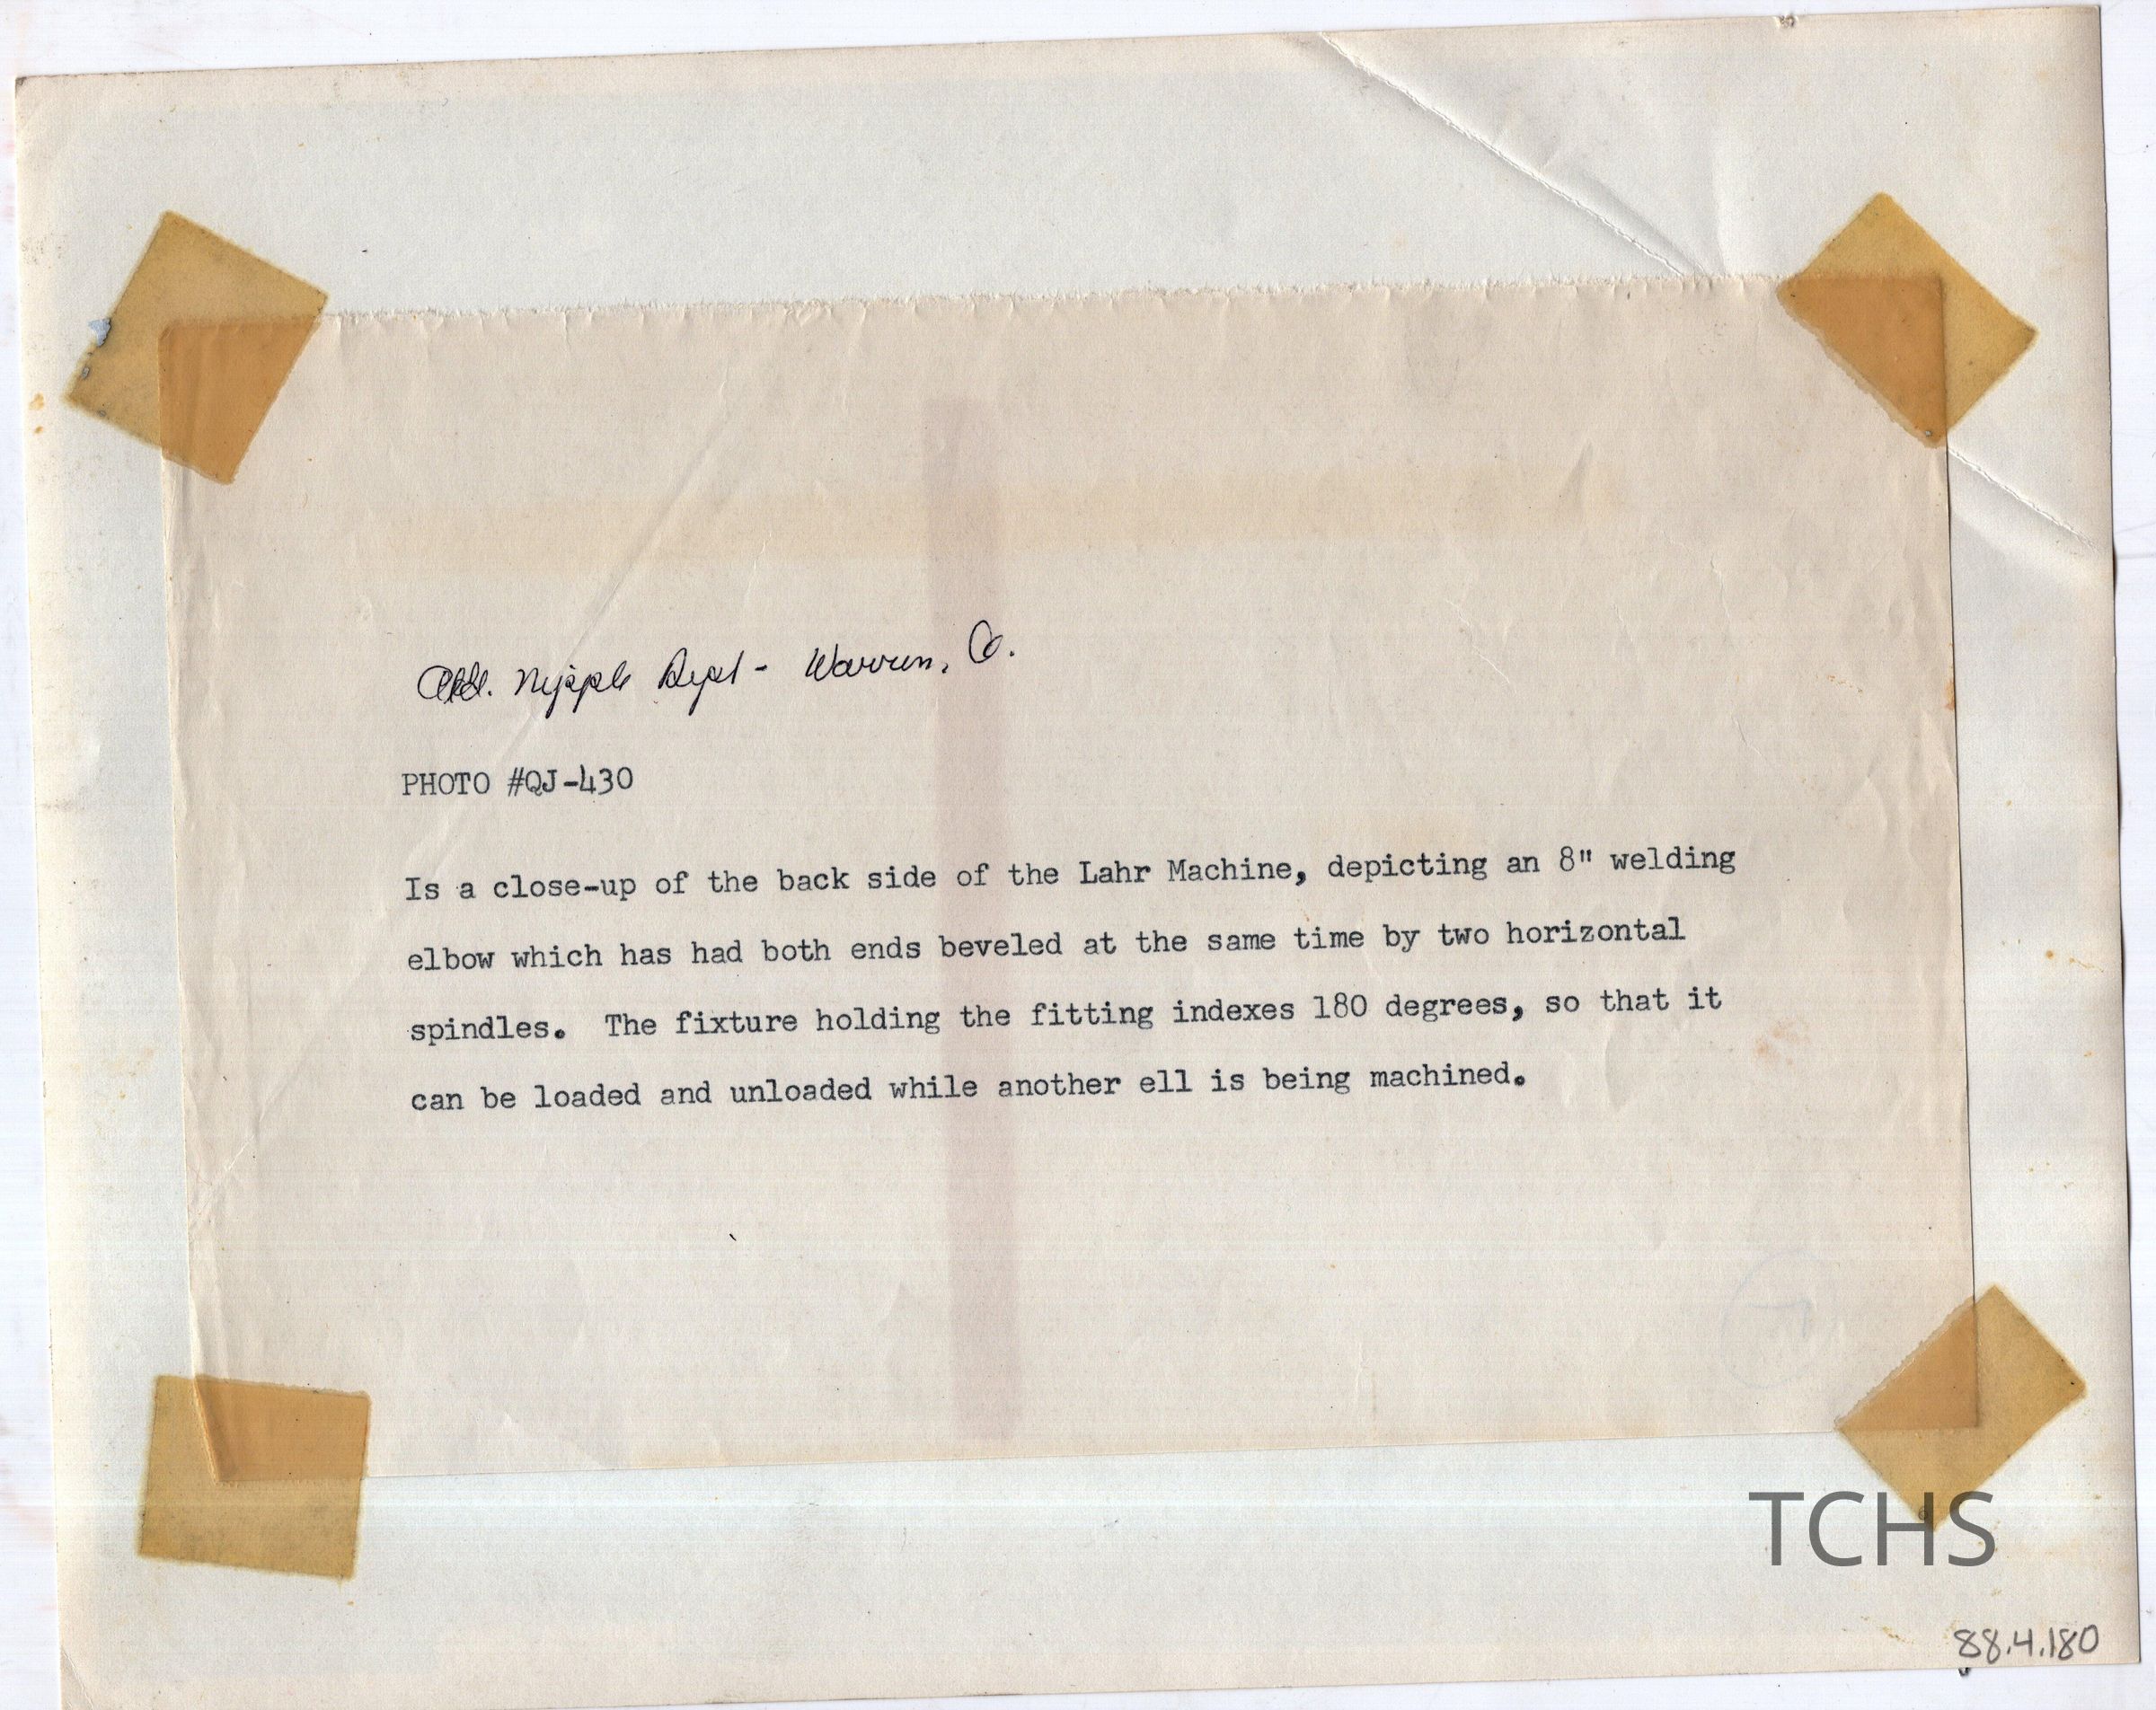 Nipple Dept - Warren, O.
PHOTO #QJ-430
Is a close-up of the back side of the Lahr Machine, depicting an 8" welding
elbow which has had both ends beveled at the same time by two horizontal
spindles. The fixture holding the fitting indexes 180 degrees, so that it
can be loaded and unloaded while another ell is being machined.
TCHS
88.4.180